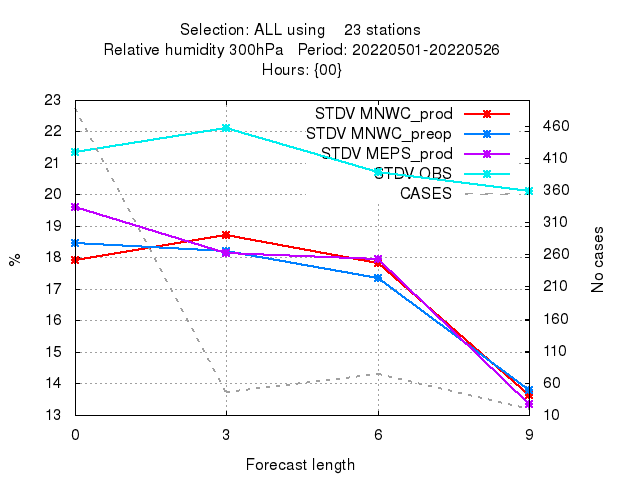 Selection: ALL using 23 stations
Relative humidity 300hPa Period: 20220501-20220526
Hours: {00}
STDV MNWC_prod
STDV MNWC_preop
STDV MEPS_prod
STDV OBS
CASES
23
22
21
20
19
18
17
16
15
14
13
%
460
410
360
310
260
210
160
110
60
10
No cases
0 3 6 9
Forecast length